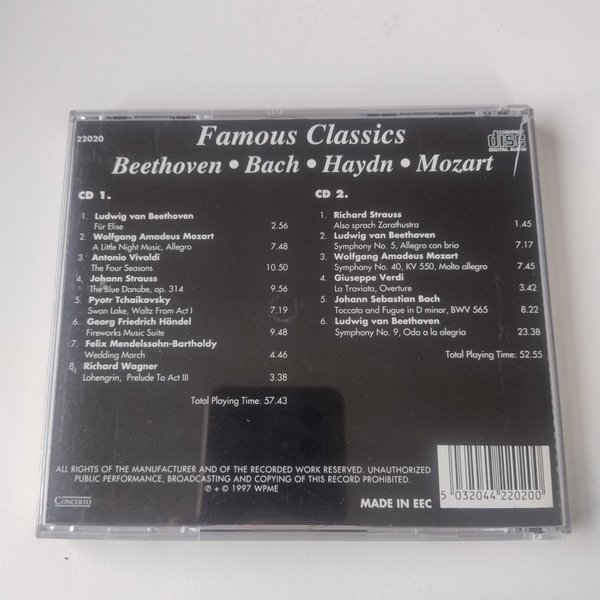 22020
Famous Classics
Beethoven • Bach • Haydn • Mozart
COMPACT
disc
DIGITAL AUDIO
CD 1.
1. Ludwig van Beethoven
Für Elise 2.56
2. Wolfgang Amadeus Mozart
A Little Night Music, Allegro 7.48
3. Antonio Vivaldi
The Four Seasons 10.50
4. Johann Strauss
The Blue Danube, op. 314 9.56
5. Pyotr Tchaikovsky
Swan Lake, Waltz From Act I 7.19
6. Georg Friedrich Händel
Fireworks Music Suite 9.48
7. Felix Mendelssohn-Bartholdy
Wedding March 4.46
8. Richard Wagner
Lohengrin, Prelude To Act III 3.38
Total Playing Time: 57.43
CD 2.
1. Richard Strauss
Also sprach Zarathustra 1.45
2. Ludwig van Beethoven
Symphony No. 5, Allegro con brio 7.17
3. Wolfgang Amadeus Mozart
Symphony No. 40, KV 550, Molto allegro 7.45
4. Giuseppe Verdi
La Traviata, Overture 3.42
5. Johann Sebastian Bach
Toccata and Fugue in D minor, BWV 565 8.22
6. Ludwig van Beethoven
Symphony No. 9, Oda a la alegria 23.38
Total Playing Time: 52.55
ALL RIGHTS OF THE MANUFACTURER AND OF THE RECORDED WORK RESERVED. UNAUTHORIZED
PUBLIC PERFORMANCE, BROADCASTING AND COPYING OF THIS RECORD PROHIBITED.
℗ + © 1997 WPME
CONCERTO
MADE IN EEC
5 032044 220200